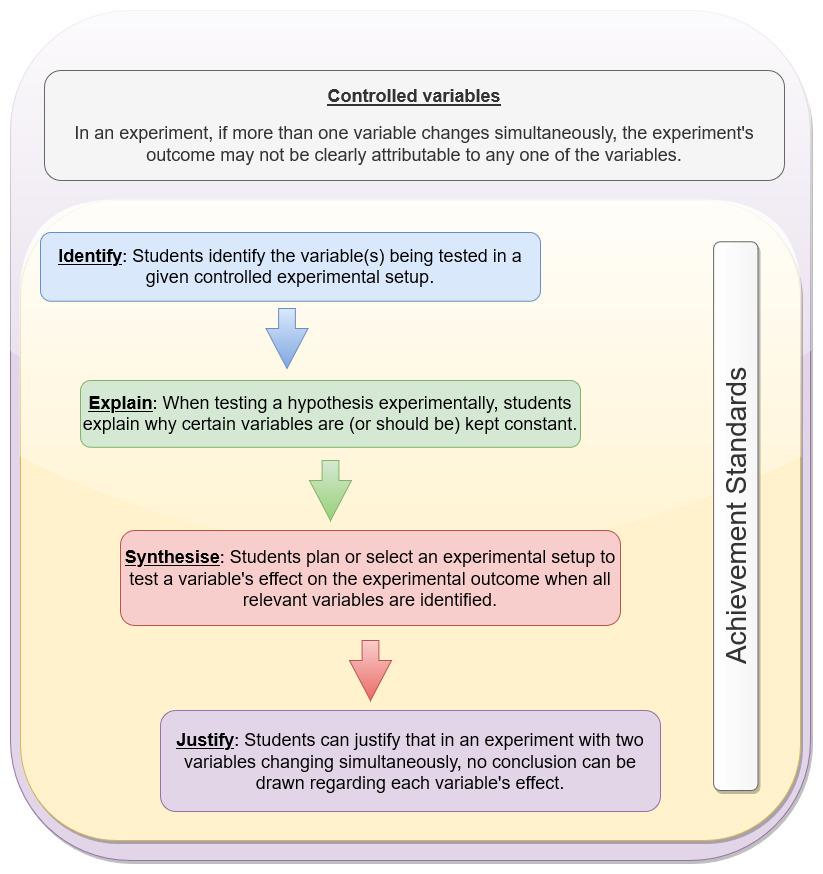 Controlled variables
In an experiment, if more than one variable changes simultaneously, the experiment's
outcome may not be clearly attributable to any one of the variables.
Identify: Students identify the variable(s) being tested in a
given controlled experimental setup.
Explain: When testing a hypothesis experimentally, students
explain why certain variables are (or should be) kept constant.
Synthesise: Students plan or select an experimental setup to
test a variable's effect on the experimental outcome when all
relevant variables are identified.
Justify: Students can justify that in an experiment with two
variables changing simultaneously, no conclusion can be
drawn regarding each variable's effect.
Achievement Standards